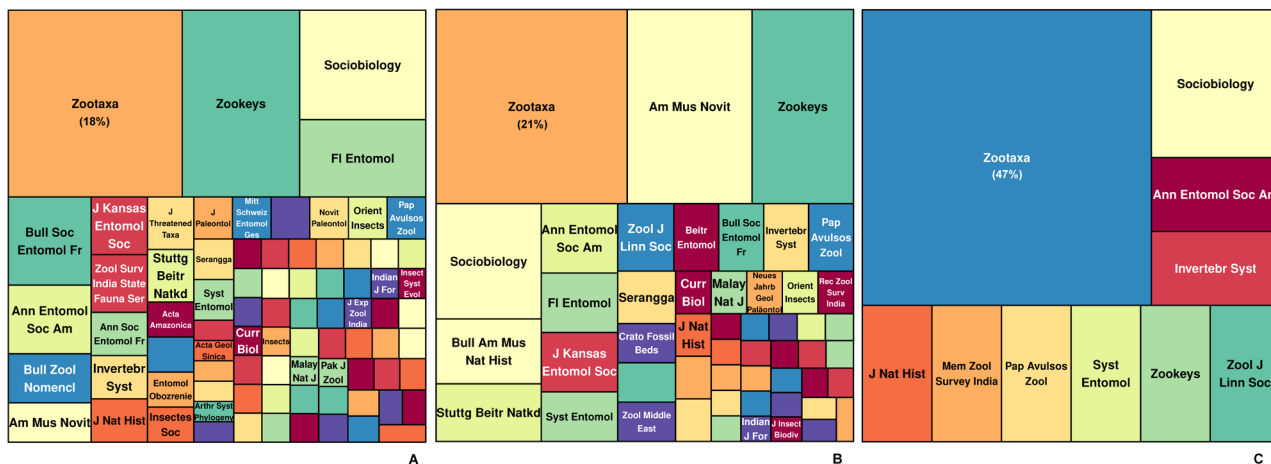 Zootaxa
(18%)
Zookeys
Sociobiology
Fl Entomol
Bull Soc
Entomol Fr
Ann Entomol
Soc Am
Bull Zool
Nomencl
Am Mus Novit
J Kansas
Entomol
Soc
Zool Surv
India State
Fauna Ser
Ann Soc
Entomol Fr
Invertebr
Syst
J Nat Hist
J
Threatened
Taxa
Stuttg
Beitr
Natkd
Acta
Amazonica
Entomol
Obozrenie
Insectes
Soc
J
Paleontol
Serangga
Syst
Entomol
Acta Geol
Sinica
Arthr Syst
Phylogeny
Mitt
Schweiz
Entomol
Ges
Curr
Biol
Insects
Novit
Paleontol
Orient
Insects
Pap
Avulsos
Zool
Indian
J For
Insect
Syst
Evol
J Exp
Zool
India
Malay
Nat J
Pak J
Zool
A
Zootaxa
(21%)
Am Mus Novit
Zookeys
Sociobiology
Bull Am Mus
Nat Hist
Stuttg Beitr Natkd
Ann Entomol
Soc Am
Fl Entomol
J Kansas
Entomol Soc
Syst Entomol
Zool J
Linn Soc
Serangga
Crato Fossil
Beds
Zool Middle
East
Beitr
Entomol
Curr
Biol
J Nat
Hist
Bull Soc
Entomol
Fr
Malay
Nat J
Invertebr
Syst
Neues
Jahrb
Geol
Paläontol
Orient
Insects
Pap
Avulsos
Zool
Rec Zool
Surv
India
Indian
J For
J Insect
Biodiv
B
Zootaxa
(47%)
Sociobiology
Ann Entomol Soc Am
Invertebr Syst
J Nat Hist
Mem Zool
Survey India
Pap Avulsos
Zool
Syst
Entomol
Zookeys
Zool J
Linn Soc
C